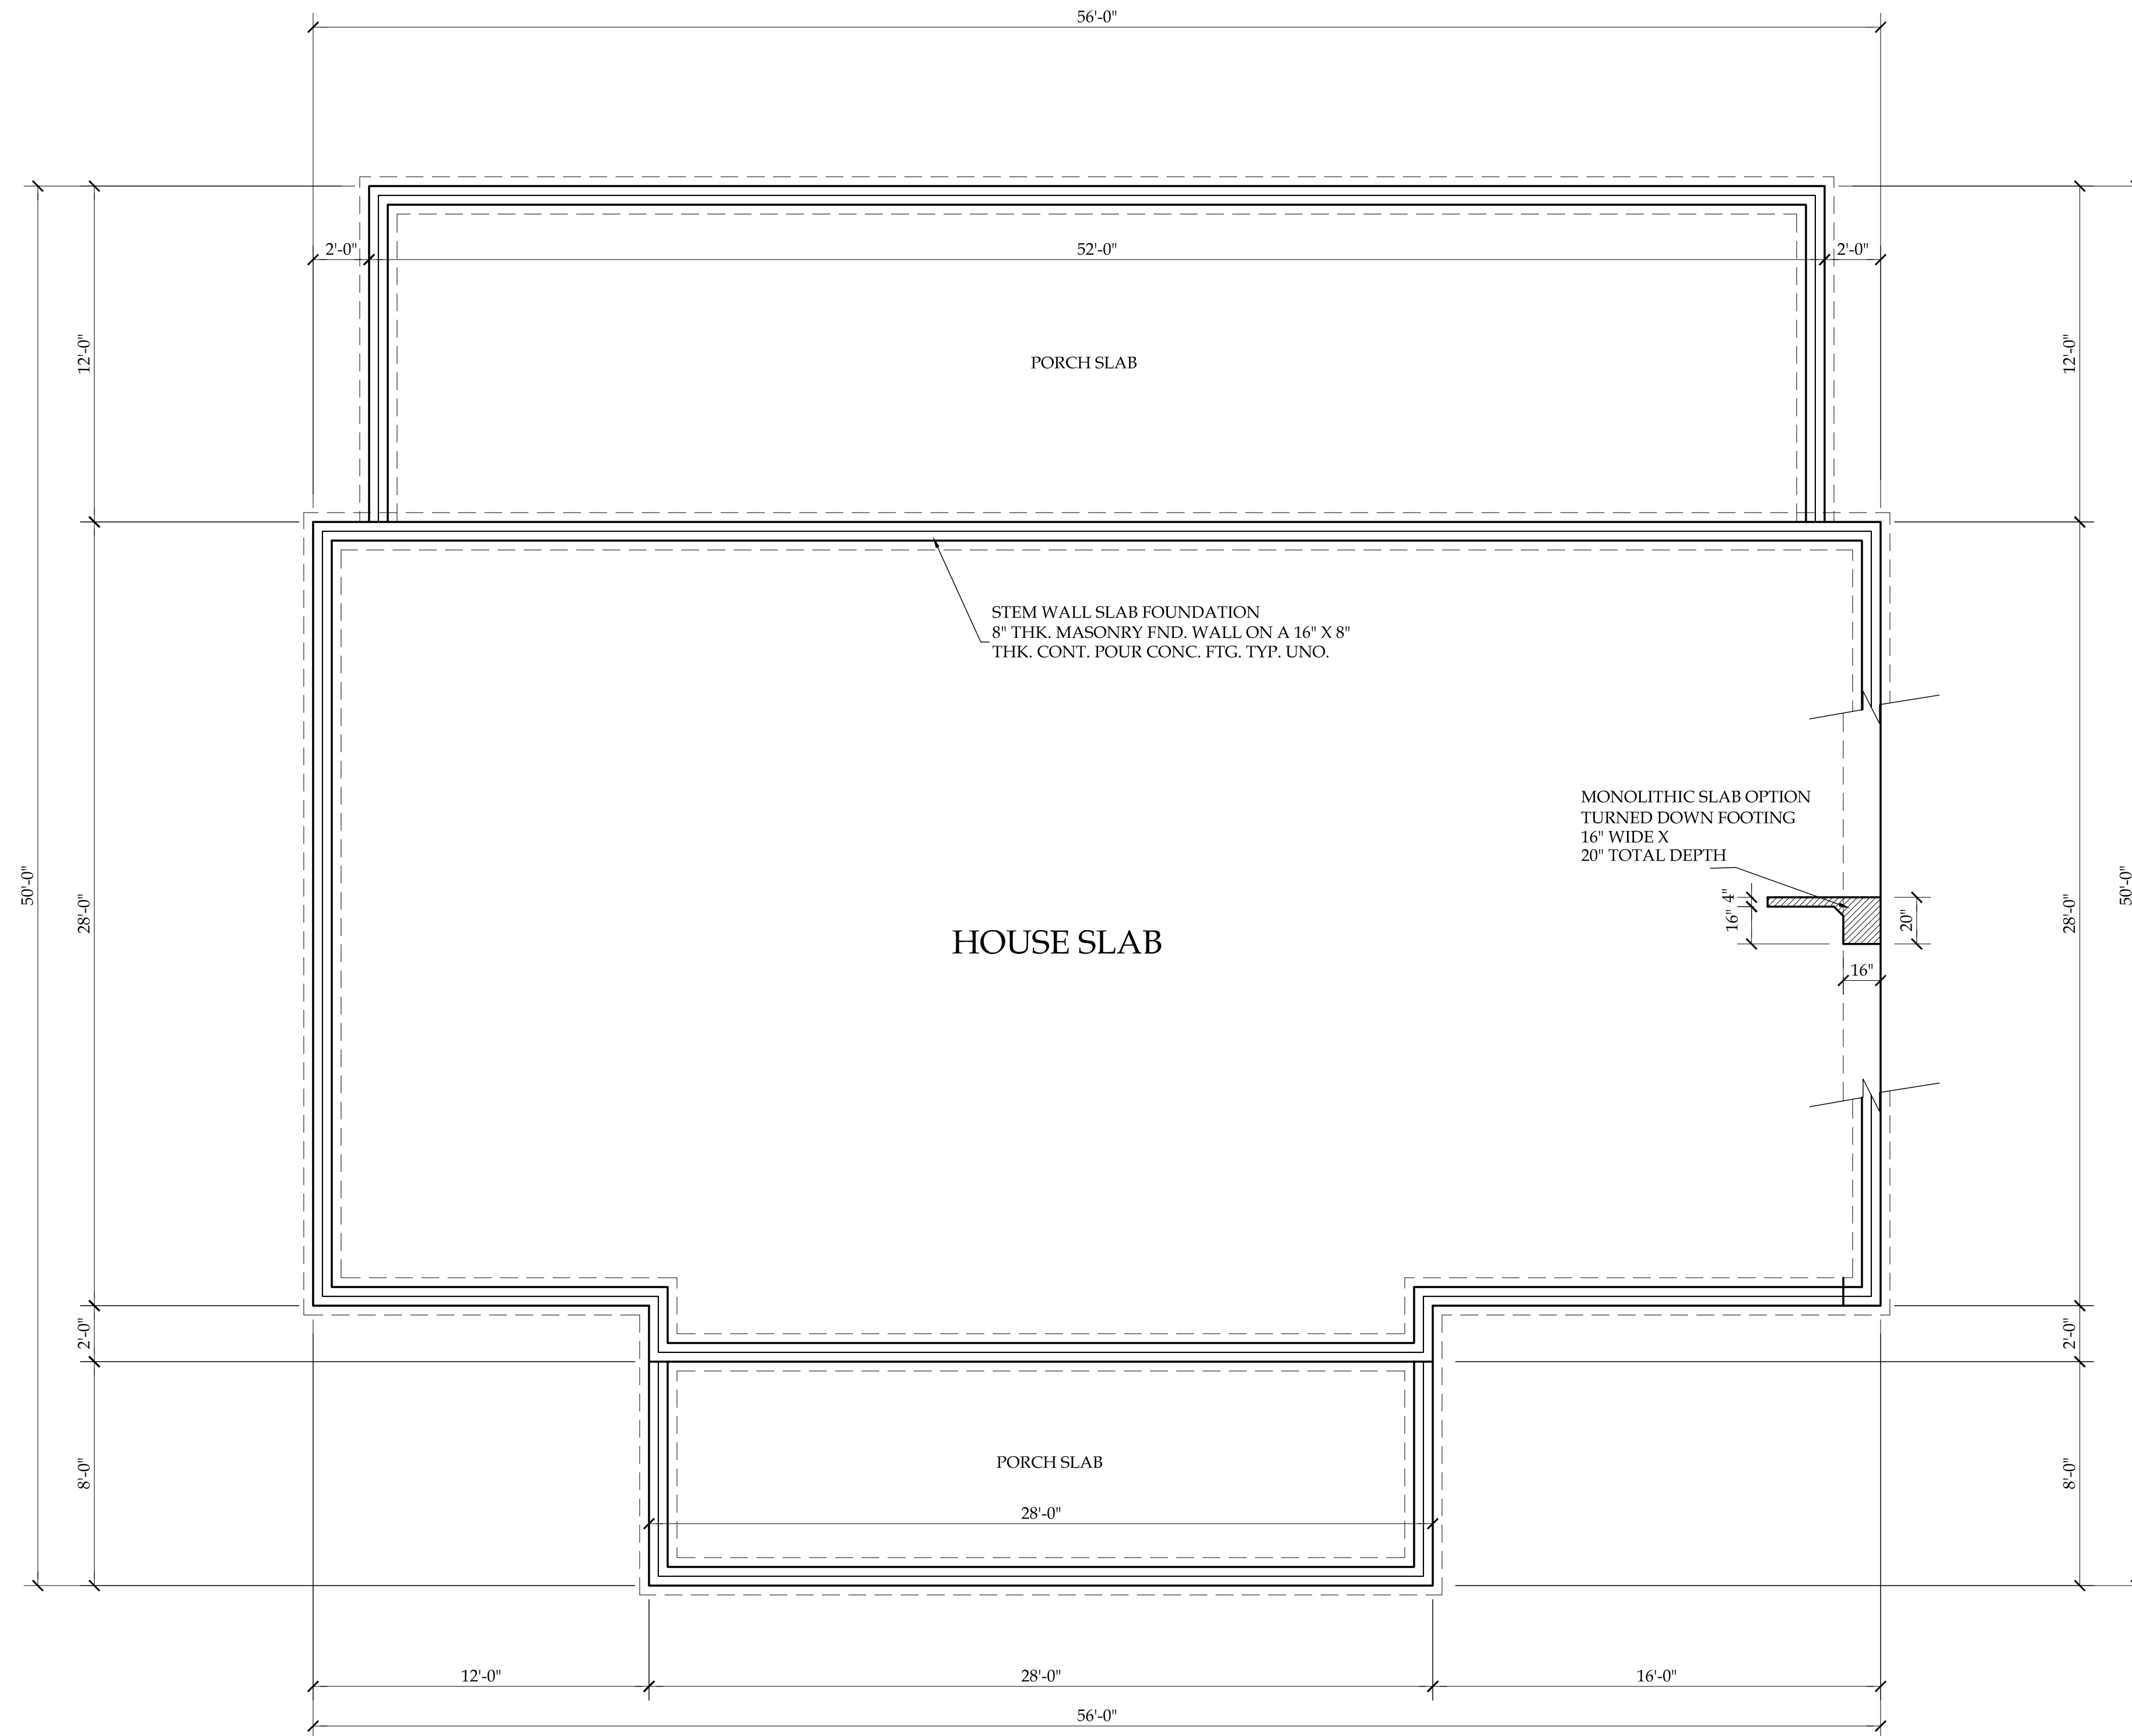 56'-0"
2'-0"
52'-0"
2'-0"
12'-0"
12'-0"
PORCH SLAB
STEM WALL SLAB FOUNDATION
8" THK. MASONRY FND. WALL ON A 16" X 8"
THK. CONT. POUR CONC. FTG. TYP. UNO.
MONOLITHIC SLAB OPTION
TURNED DOWN FOOTING
16" WIDE X
20" TOTAL DEPTH
50'-0"
28'-0"
4"
16"
20"
28'-0"
50'-0"
HOUSE SLAB
16"
2'-0"
2'-0"
8'-0"
PORCH SLAB
8'-0"
28'-0"
12'-0"
28'-0"
16'-0"
56'-0"